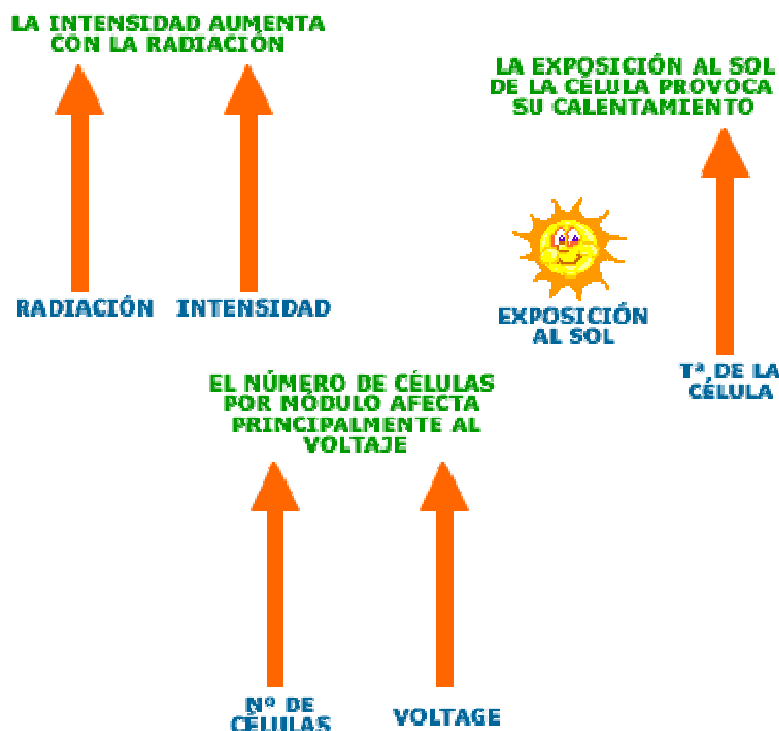 LA INTENSIDAD AUMENTA
CON LA RADIACIÓN
RADIACIÓN
INTENSIDAD
LA EXPOSICIÓN AL SOL
DE LA CÉLULA PROVOCA
SU CALENTAMIENTO
EXPOSICIÓN
AL SOL
Tª. DE LA
CÉLULA
EL NÚMERO DE CÉLULAS
POR MÓDULO AFECTA
PRINCIPALMENTE AL
VOLTAJE
Nº DE
CÉLULAS
VOLTAGE